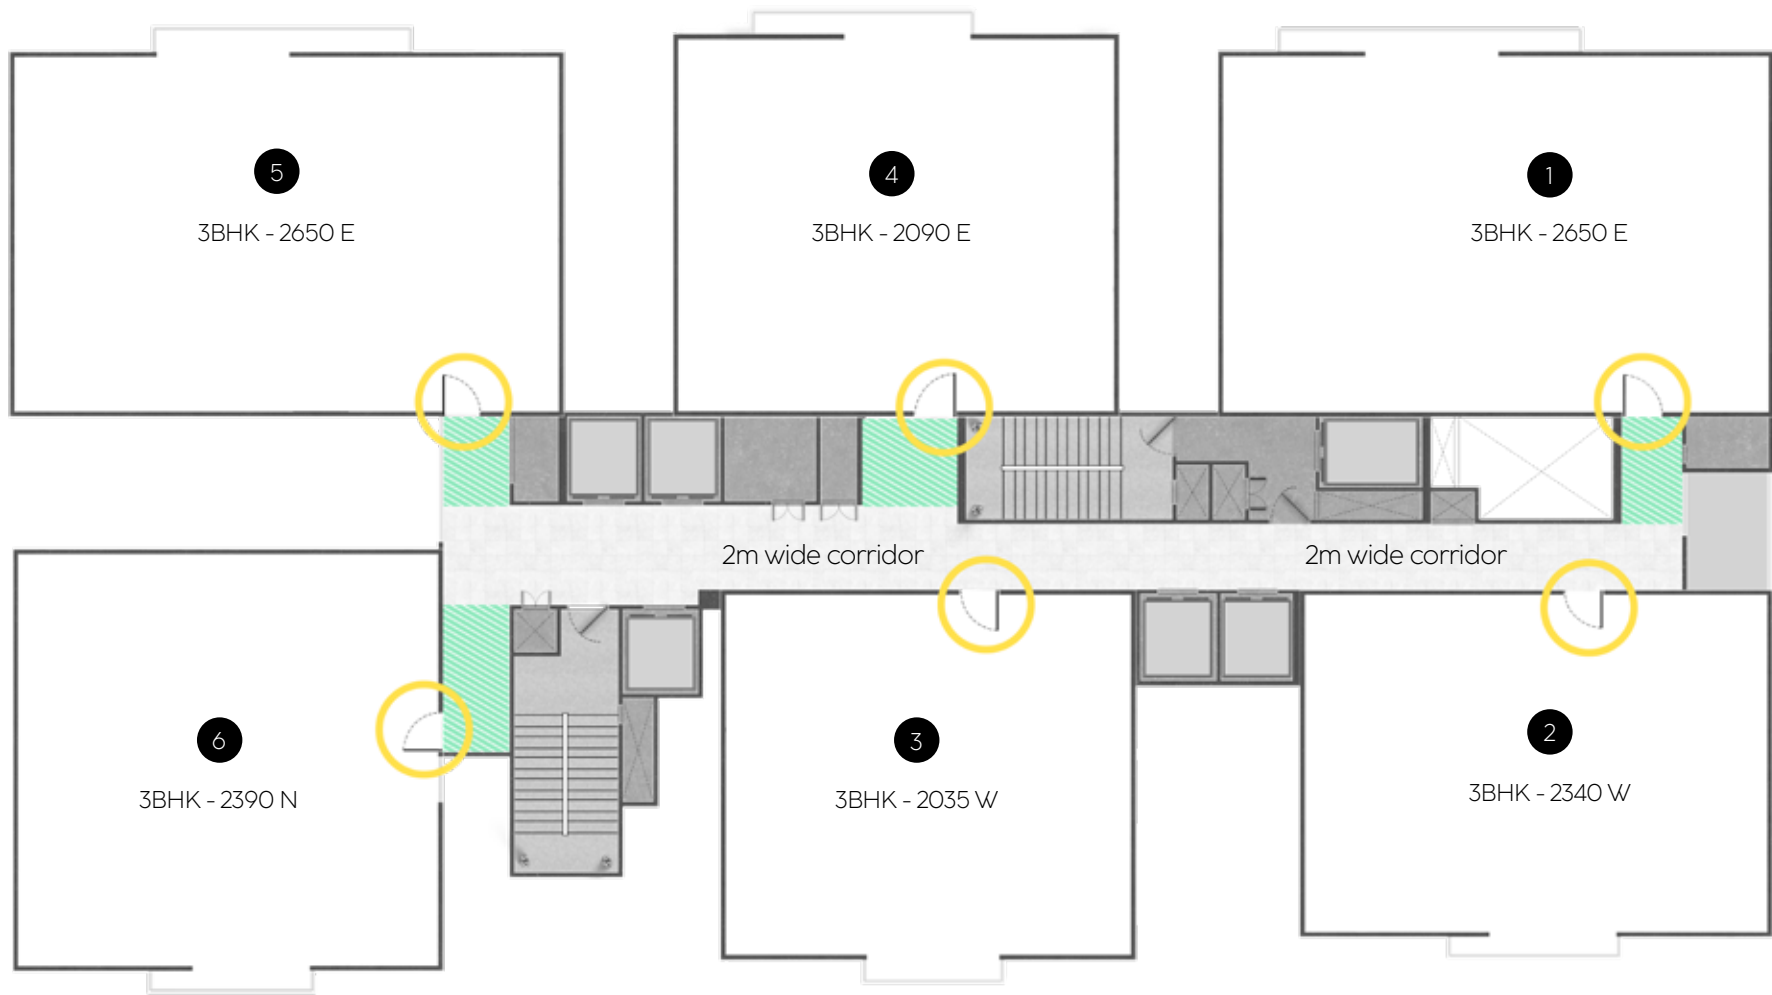 5
3BHK - 2650 E
4
3BHK - 2090 E
1
3BHK - 2650 E
2m wide corridor
2m wide corridor
6
3BHK - 2390 N
3
3BHK - 2035 W
2
3BHK - 2340 W